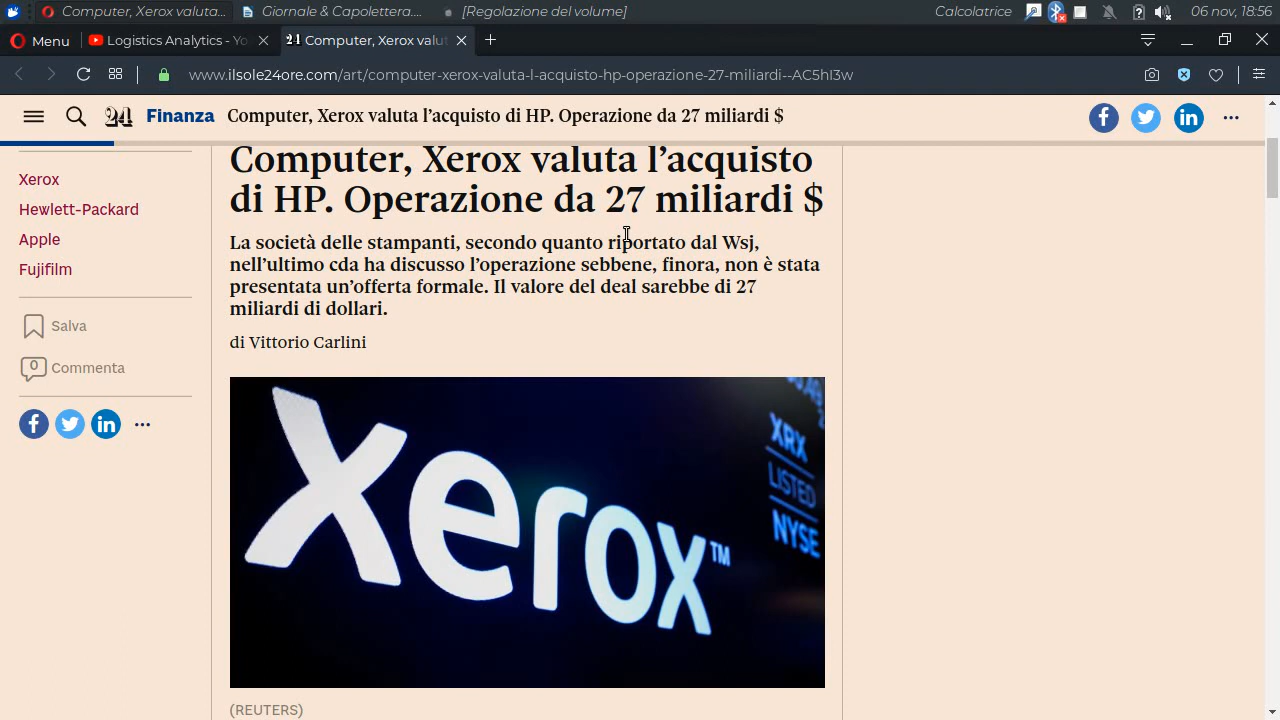 Computer, Xerox valuta...
Giornale & Capolettera....
[Regolazione del volume]
Calcolatrice
06 nov, 18:56
Menu
Logistics Analytics - Yo
Computer, Xerox valut
www.ilsole24ore.com/art/computer-xerox-valuta-l-acquisto-hp-operazione-27-miliardi--AC5hI3w
24 Finanza Computer, Xerox valuta l’acquisto di HP. Operazione da 27 miliardi $
Xerox
Hewlett-Packard
Apple
Fujifilm
Salva
0 Commenta
Computer, Xerox valuta l’acquisto
di HP. Operazione da 27 miliardi $
La società delle stampanti, secondo quanto riportato dal Wsj,
nell’ultimo cda ha discusso l’operazione sebbene, finora, non è stata
presentata un’offerta formale. Il valore del deal sarebbe di 27
miliardi di dollari.
di Vittorio Carlini
xerox™
XRX
LISTED
NYSE
(REUTERS)